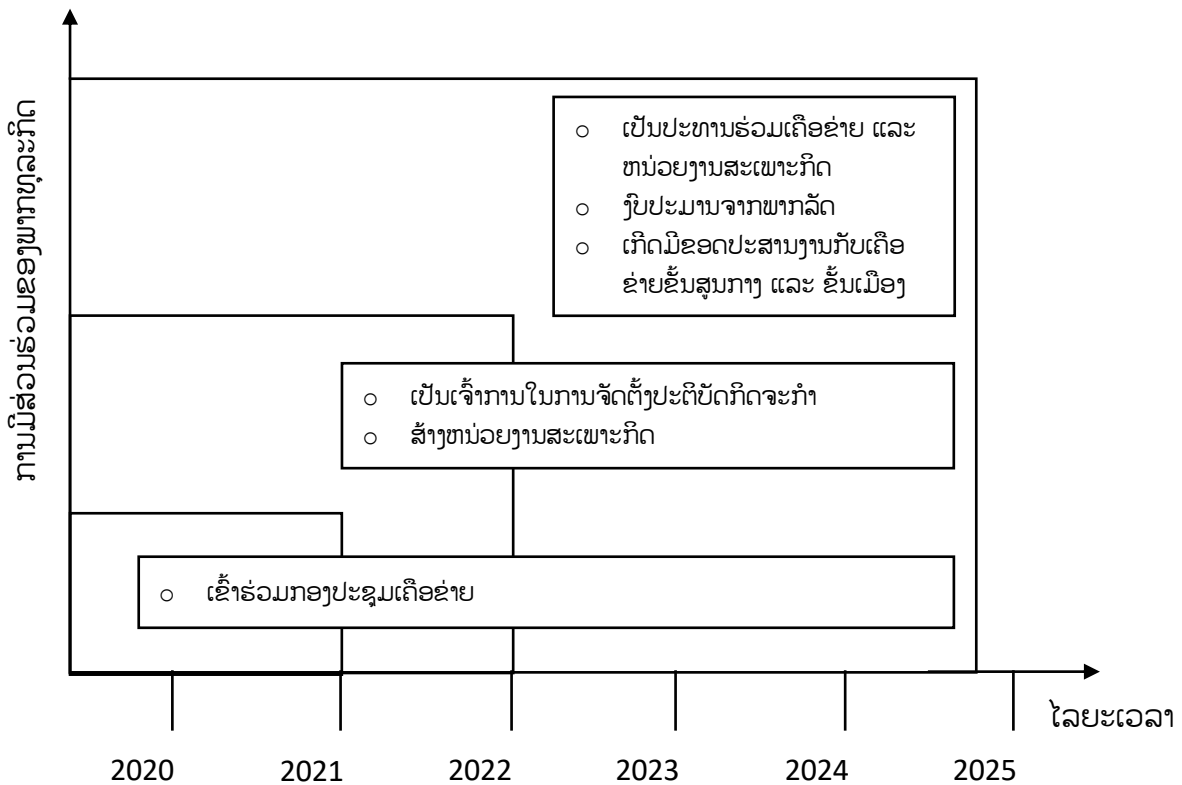 ການມີສ່ວນຮ່ວມຂອງພາກທຸລະກິດ
○ ເປັນປະທານຮ່ວມເຄືອຂ່າຍ ແລະ
ຫນ່ວຍງານສະເພາະກິດ
○ ງົບປະມານຈາກພາກລັດ
○ ເກີດມີຂອດປະສານງານກັບເຄືອ
ຂ່າຍຂັ້ນສູນກາງ ແລະ ຂັ້ນເມືອງ
○ ເປັນເຈົ້າການໃນການຈັດຕັ້ງປະຕິບັດກິດຈະກຳ
○ ສ້າງຫນ່ວຍງານສະເພາະກິດ
○ ເຂົ້າຮ່ວມກອງປະຊຸມເຄືອຂ່າຍ
ໄລຍະເວລາ
2020 2021 2022 2023 2024 2025